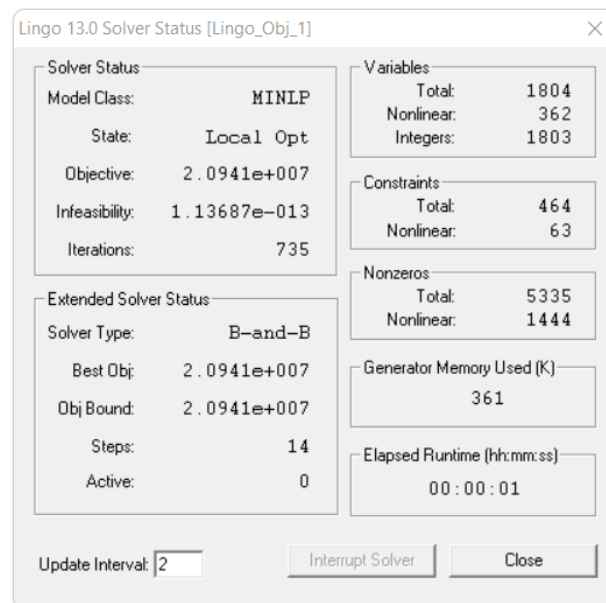 Lingo 13.0 Solver Status [Lingo_Obj_1]
Solver Status
Model Class: MINLP
State: Local Opt
Objective: 2.0941e+007
Infeasibility: 1.13687e-013
Iterations: 735
Extended Solver Status
Solver Type: B-and-B
Best Obj: 2.0941e+007
Obj Bound: 2.0941e+007
Steps: 14
Active: 0
Variables
Total: 1804
Nonlinear: 362
Integers: 1803
Constraints
Total: 464
Nonlinear: 63
Nonzeros
Total: 5335
Nonlinear: 1444
Generator Memory Used (K)
361
Elapsed Runtime (hh:mm:ss)
00:00:01
Update Interval: 2
Interrupt Solver
Close